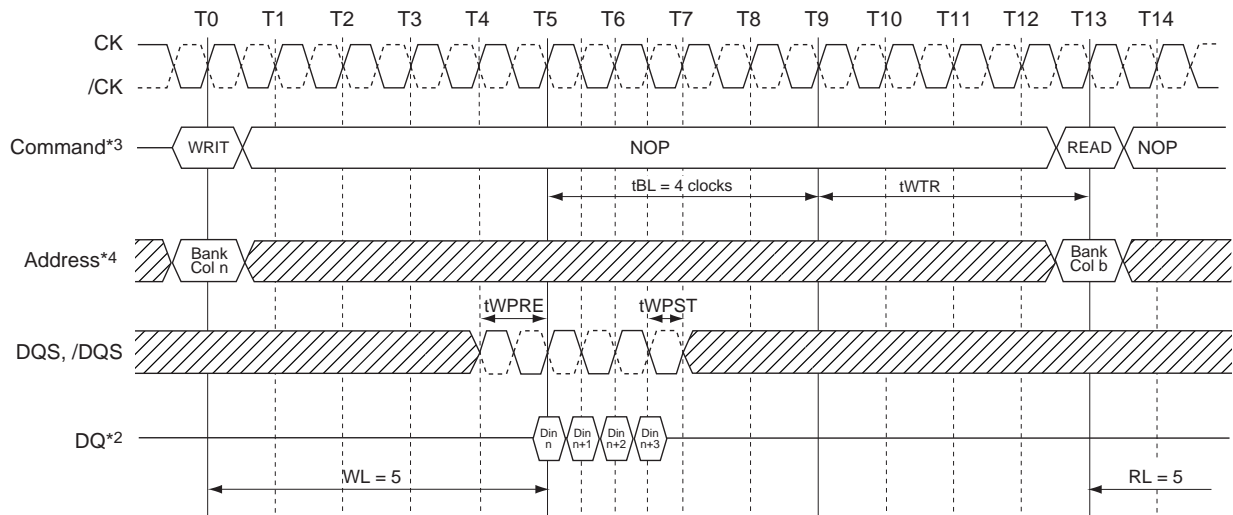 T0 T1 T2 T3 T4 T5 T6 T7 T8 T9 T10 T11 T12 T13 T14
CK
/CK
Command*3 WRIT NOP READ NOP
tBL = 4 clocks tWTR
Address*4 Bank Col n Bank Col b
tWPRE tWPST
DQS, /DQS
DQ*2 Din n Din n+1 Din n+2 Din n+3
WL = 5 RL = 5